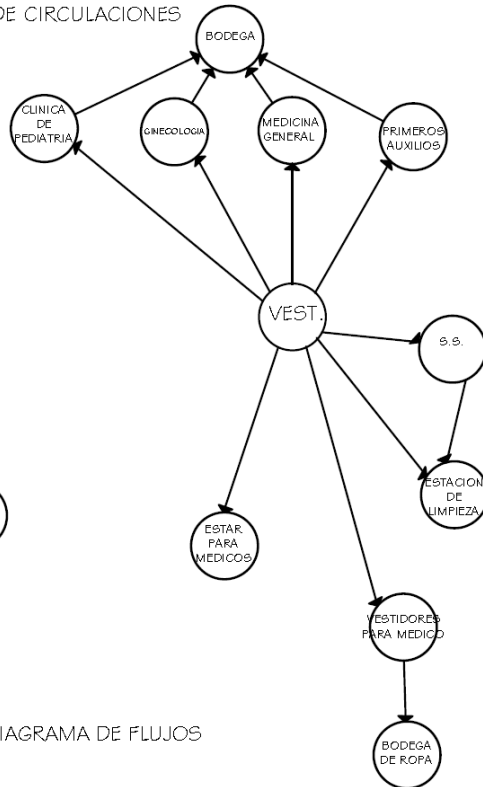 DE CIRCULACIONES
BODEGA
CLINICA
DE
PEDIATRIA
GINECOLOGIA
MEDICINA
GENERAL
PRIMEROS
AUXILIOS
VEST.
S.S.
ESTACION
DE
LIMPIEZA
ESTAR
PARA
MEDICOS
VESTIDORES
PARA MEDICO
IAGRAMA DE FLUJOS
BODEGA
DE ROPA